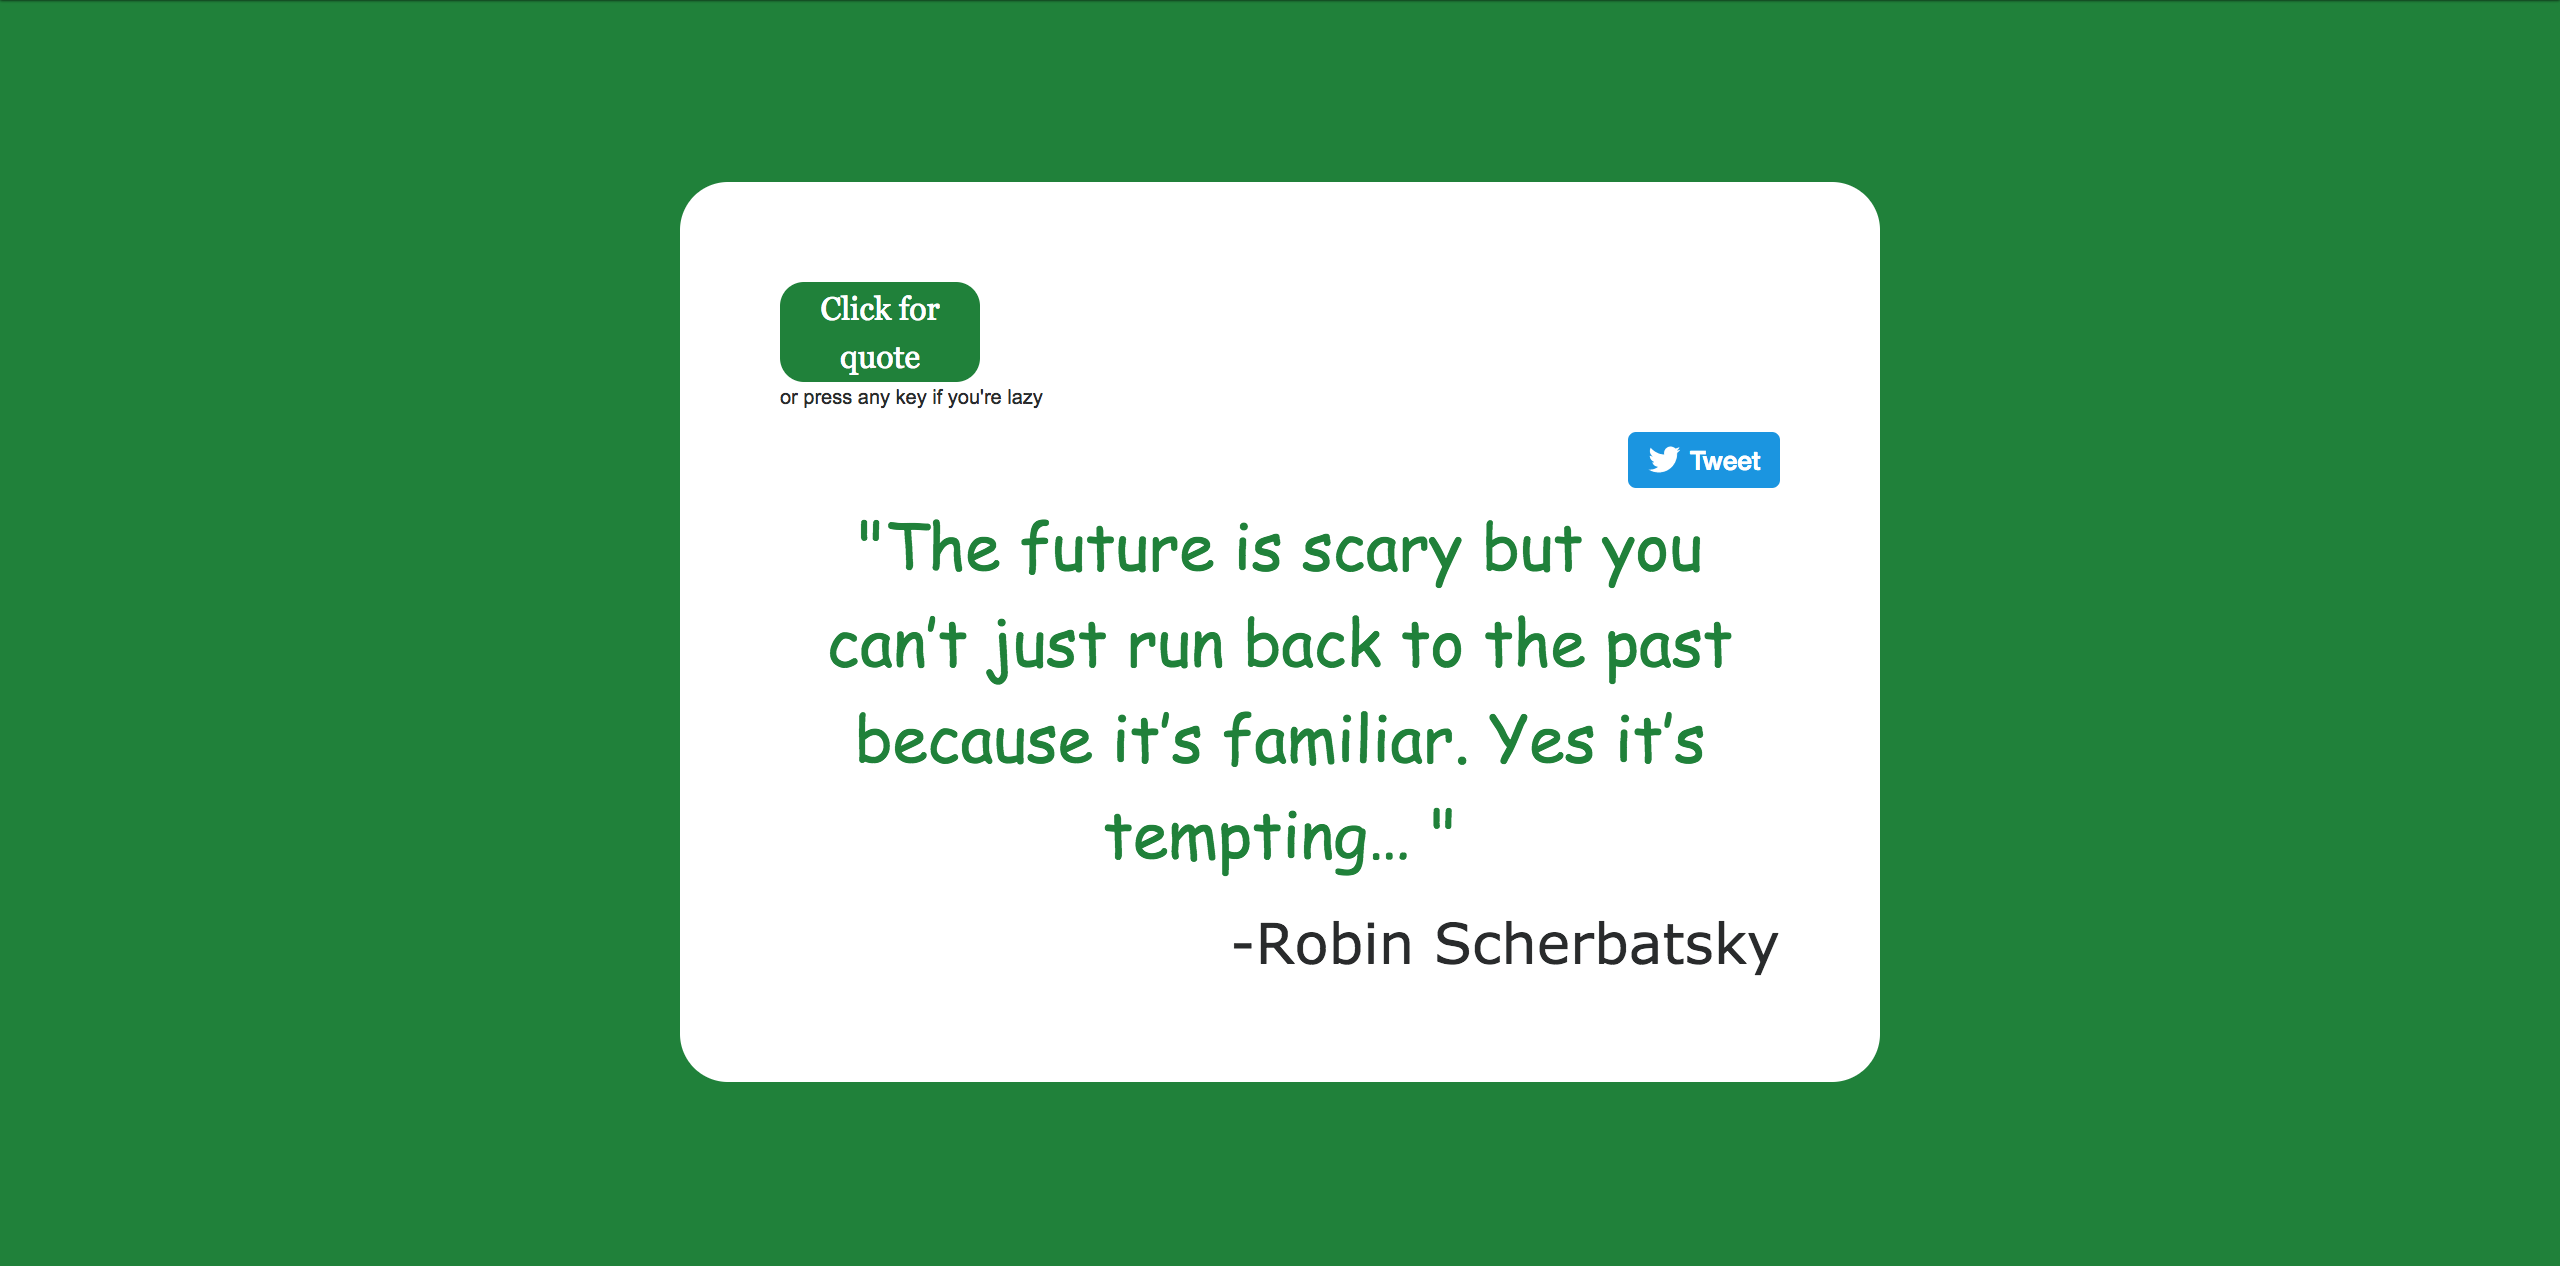 Click for
quote
or press any key if you're lazy
Tweet
"The future is scary but you
can’t just run back to the past
because it’s familiar. Yes it’s
tempting... "
-Robin Scherbatsky